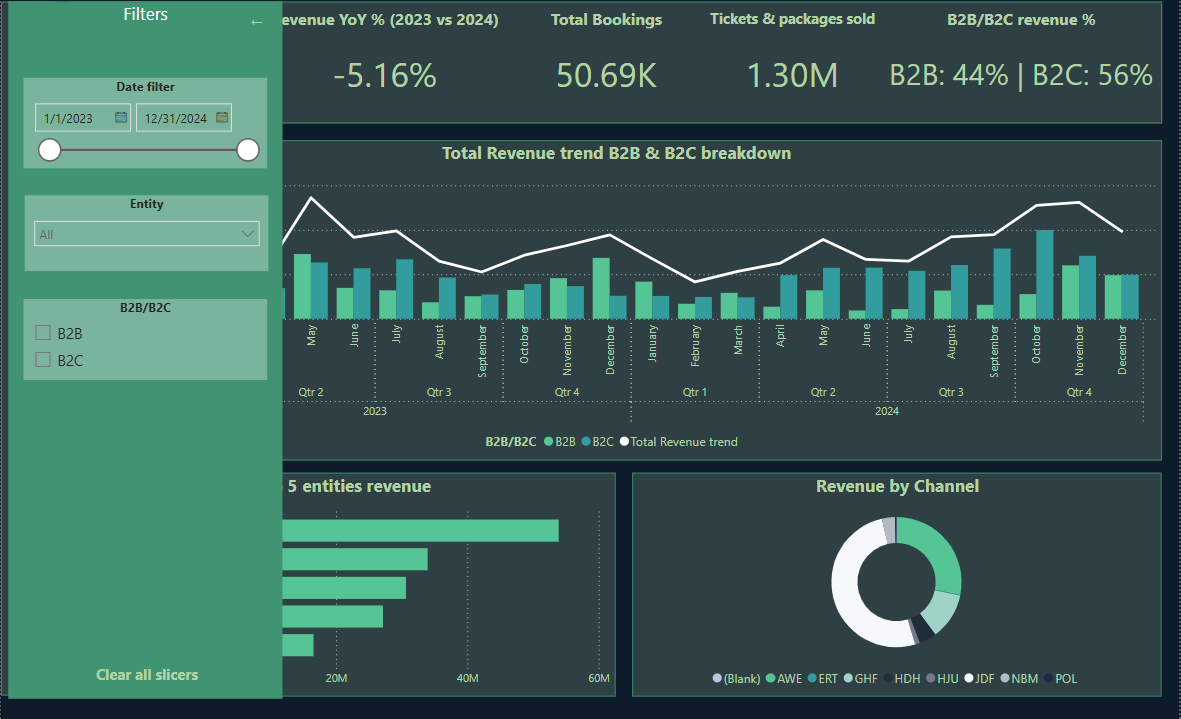 Filters
←
Date filter
1/1/2023
12/31/2024
Entity
All
B2B/B2C
B2B
B2C
Clear all slicers
evenue YoY % (2023 vs 2024)
-5.16%
Total Bookings
50.69K
Tickets & packages sold
1.30M
B2B/B2C revenue %
B2B: 44% | B2C: 56%
Total Revenue trend B2B & B2C breakdown
May
June
July
August
September
October
November
December
January
February
March
April
May
June
July
August
September
October
November
December
Qtr 2
Qtr 3
Qtr 4
Qtr 1
Qtr 2
Qtr 3
Qtr 4
2023
2024
B2B/B2C B2B B2C Total Revenue trend
5 entities revenue
20M
40M
60M
Revenue by Channel
(Blank) AWE ERT GHF HDH HJU JDF NBM POL